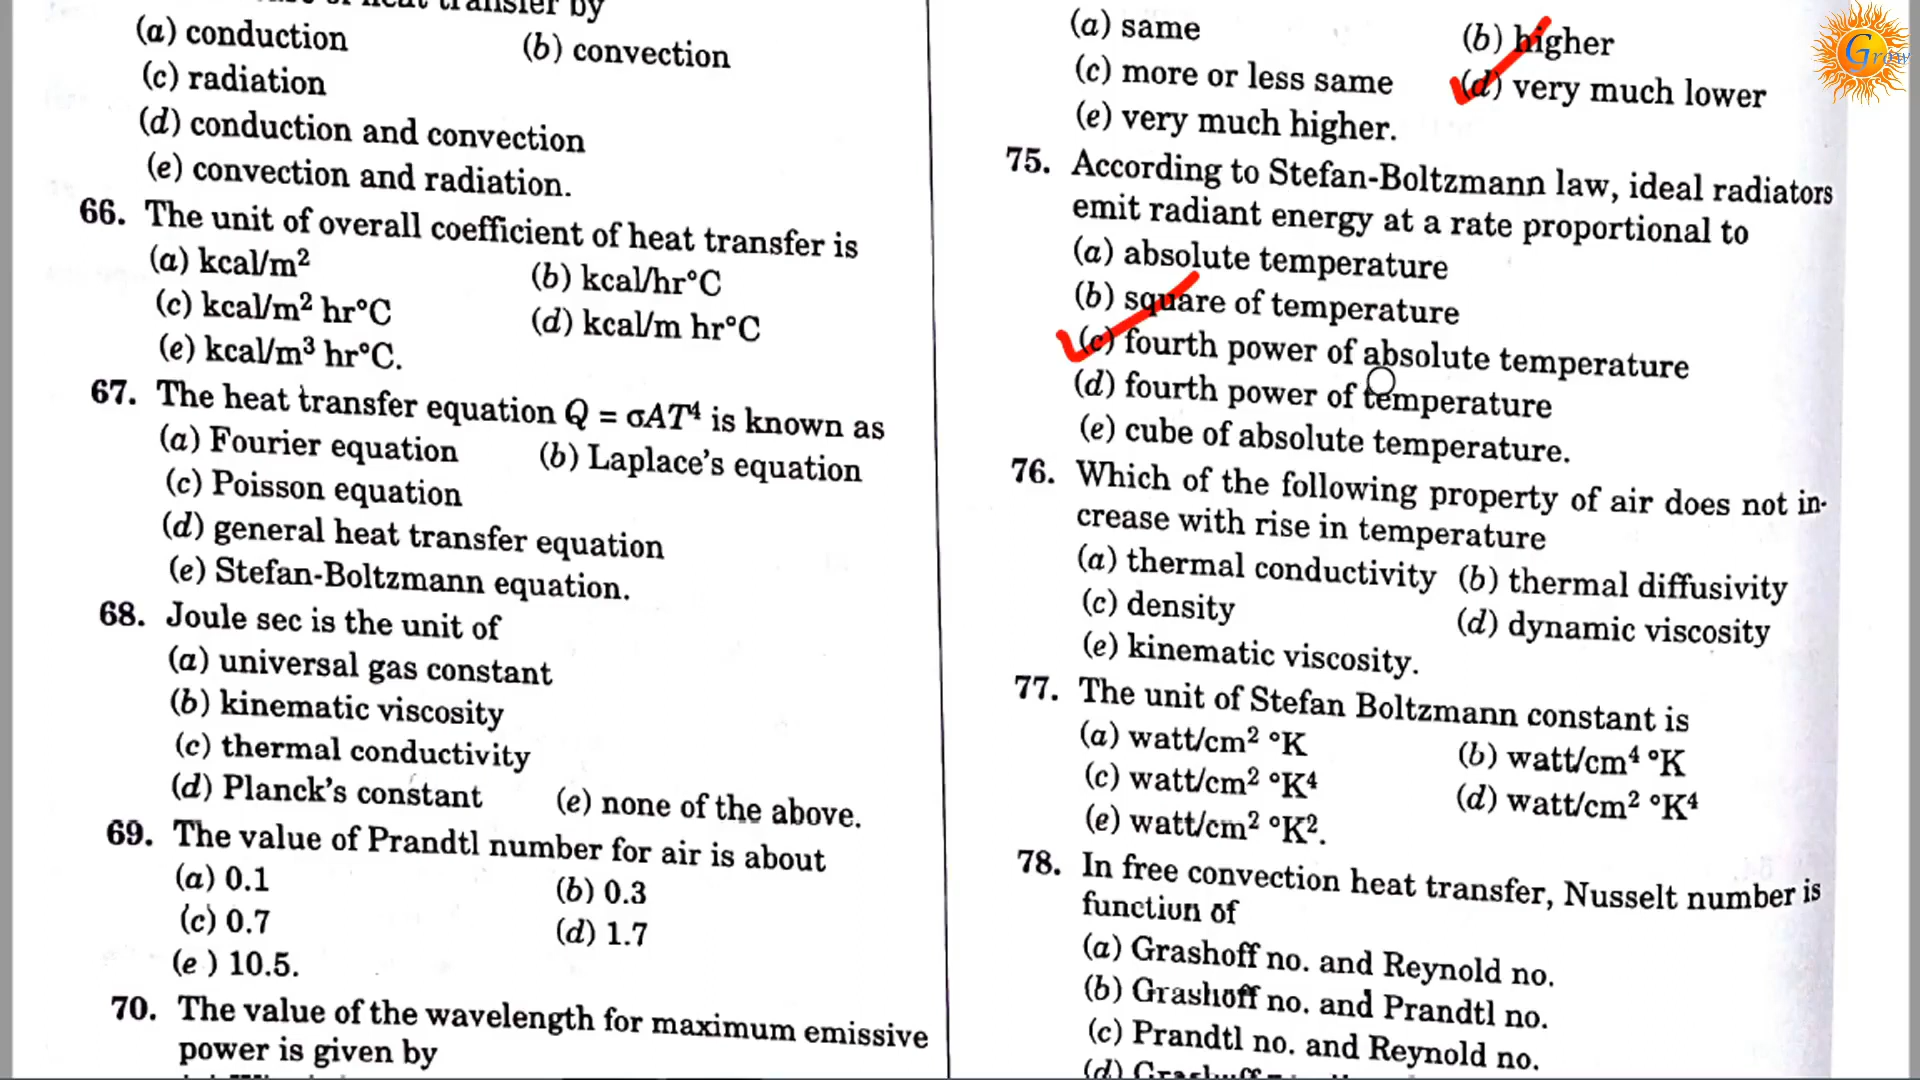 heat transfer by
(a) conduction (b) convection
(c) radiation
(d) conduction and convection
(e) convection and radiation.
66. The unit of overall coefficient of heat transfer is
(a) kcal/m² (b) kcal/hr°C
(c) kcal/m² hr°C (d) kcal/m hr°C
(e) kcal/m³ hr°C.
67. The heat transfer equation Q = σAT⁴ is known as
(a) Fourier equation (b) Laplace's equation
(c) Poisson equation
(d) general heat transfer equation
(e) Stefan-Boltzmann equation.
68. Joule sec is the unit of
(a) universal gas constant
(b) kinematic viscosity
(c) thermal conductivity
(d) Planck's constant (e) none of the above.
69. The value of Prandtl number for air is about
(a) 0.1 (b) 0.3
(c) 0.7 (d) 1.7
(e) 10.5.
70. The value of the wavelength for maximum emissive
power is given by
(a) same (b) higher
(c) more or less same (d) very much lower
(e) very much higher.
75. According to Stefan-Boltzmann law, ideal radiators
emit radiant energy at a rate proportional to
(a) absolute temperature
(b) square of temperature
(c) fourth power of absolute temperature
(d) fourth power of temperature
(e) cube of absolute temperature.
76. Which of the following property of air does not in-
crease with rise in temperature
(a) thermal conductivity (b) thermal diffusivity
(c) density (d) dynamic viscosity
(e) kinematic viscosity.
77. The unit of Stefan Boltzmann constant is
(a) watt/cm² °K (b) watt/cm⁴ °K
(c) watt/cm² °K⁴ (d) watt/cm² °K⁴
(e) watt/cm² °K².
78. In free convection heat transfer, Nusselt number is
function of
(a) Grashoff no. and Reynold no.
(b) Grashoff no. and Prandtl no.
(c) Prandtl no. and Reynold no.
(d)
Grow